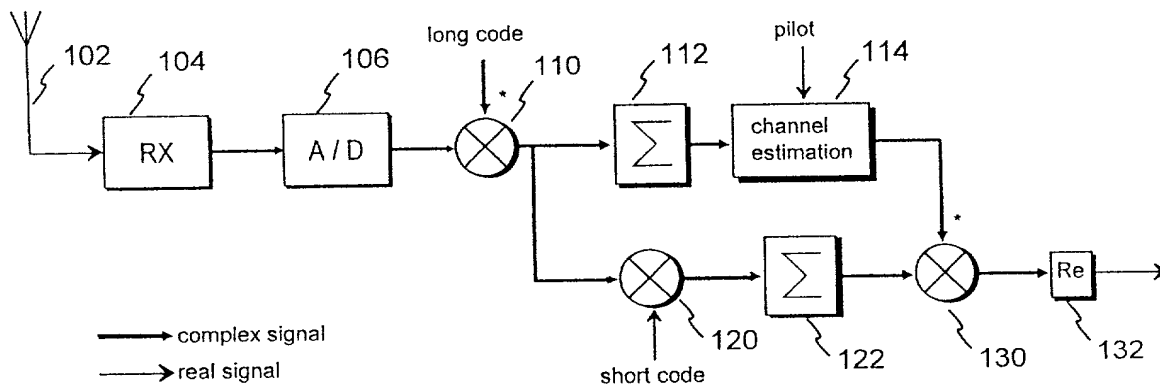 long code
pilot
102
104
106
110
112
114
*
RX
A / D
∑
channel
estimation
*
∑
Re
120
122
130
132
complex signal
real signal
short code